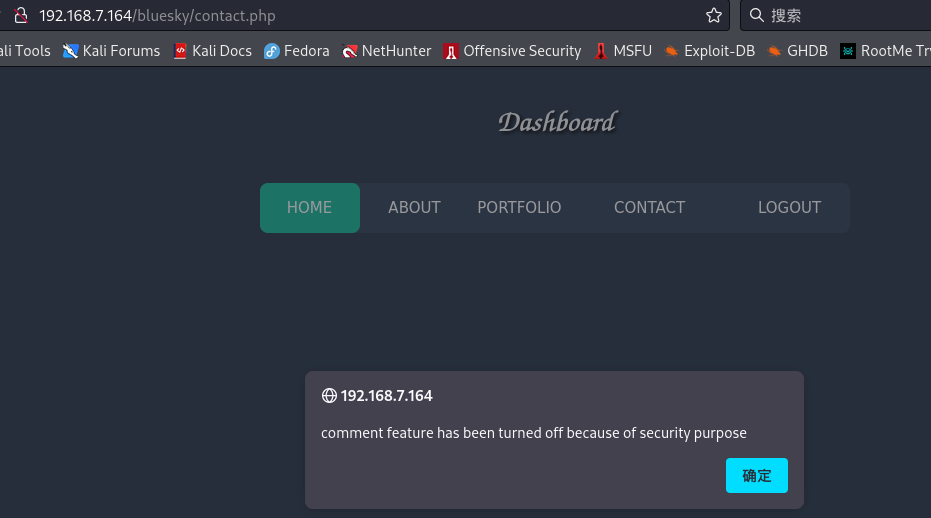 192.168.7.164/bluesky/contact.php
搜索
ali Tools Kali Forums Kali Docs Fedora NetHunter Offensive Security MSFU Exploit-DB GHDB RootMe Try
Dashboard
HOME ABOUT PORTFOLIO CONTACT LOGOUT
192.168.7.164
comment feature has been turned off because of security purpose
确定